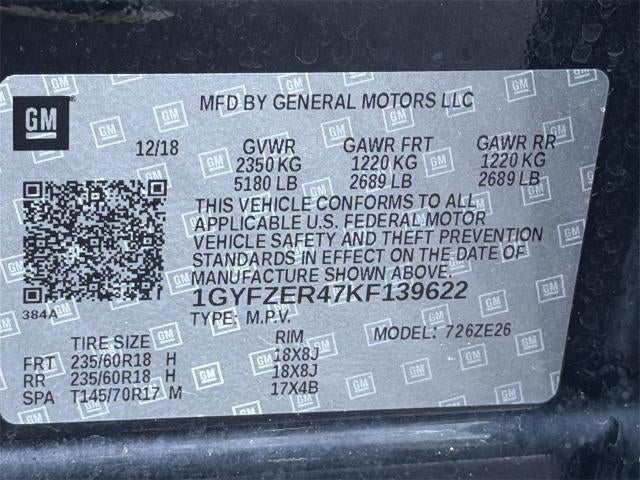 GM
MFD BY GENERAL MOTORS LLC
12/18 GVWR GAWR FRT GAWR RR
2350 KG 1220 KG 1220 KG
5180 LB 2689 LB 2689 LB
THIS VEHICLE CONFORMS TO ALL
APPLICABLE U.S. FEDERAL MOTOR
VEHICLE SAFETY AND THEFT PREVENTION
STANDARDS IN EFFECT ON THE DATE OF
MANUFACTURE SHOWN ABOVE.
1GYFZER47KF139622
384A
TYPE: M.P.V. MODEL: 726ZE26
TIRE SIZE RIM
FRT 235/60R18 H 18X8J
RR 235/60R18 H 18X8J
SPA T145/70R17 M 17X4B